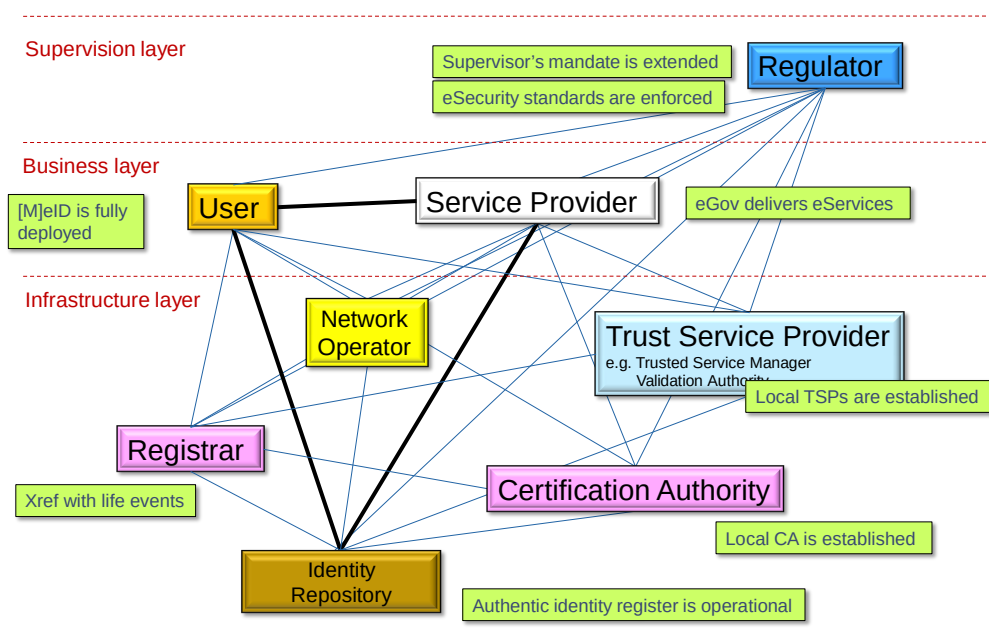 Supervision layer
Supervisor's mandate is extended
Regulator
eSecurity standards are enforced
Business layer
[M]eID is fully
deployed
User
Service Provider
eGov delivers eServices
Infrastructure layer
Network
Operator
Trust Service Provider
e.g. Trusted Service Manager
Validation Authority
Local TSPs are established
Registrar
Xref with life events
Certification Authority
Local CA is established
Identity
Repository
Authentic identity register is operational